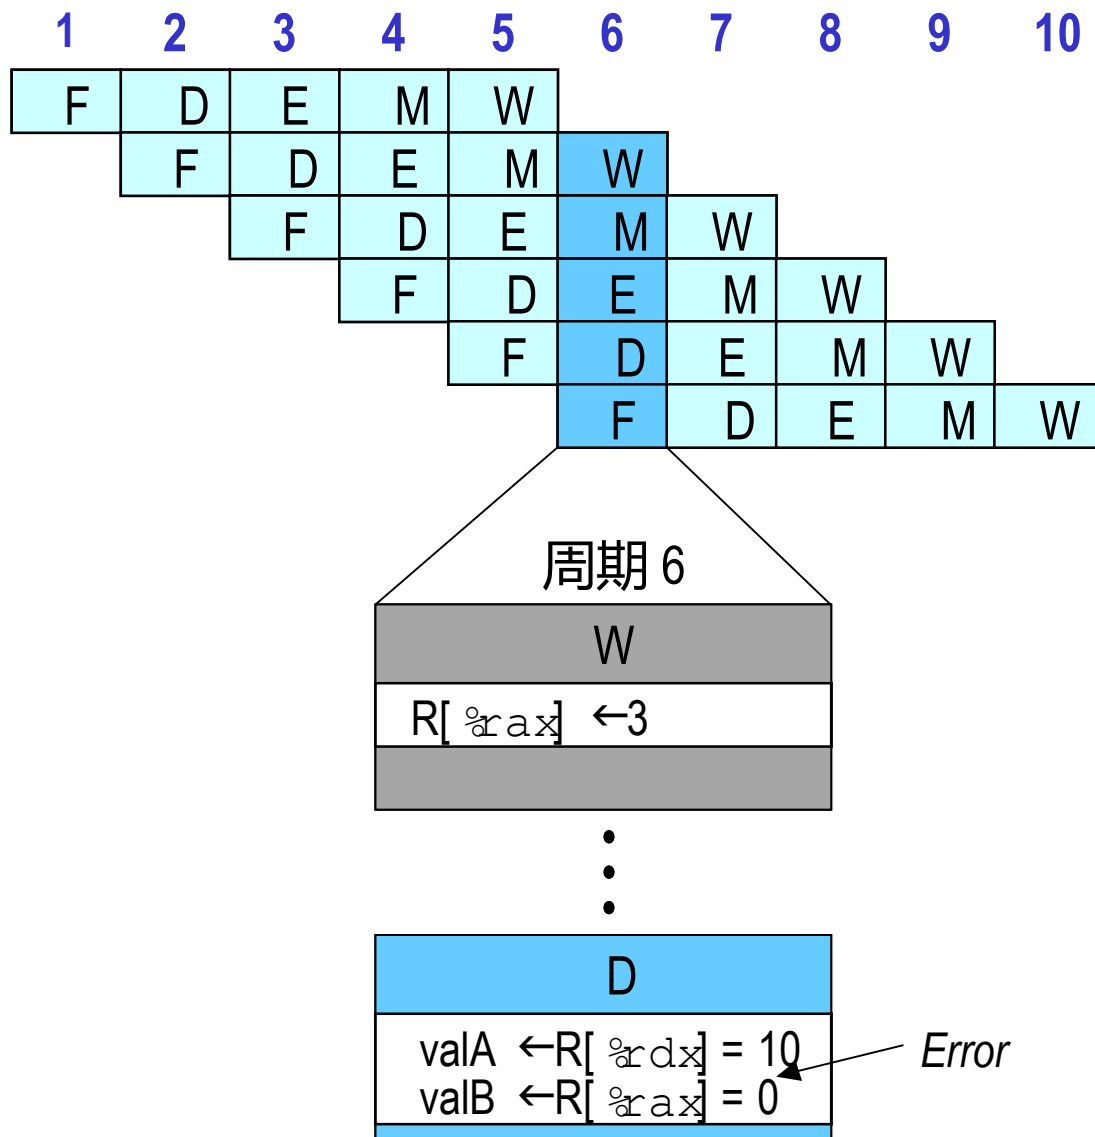 1 2 3 4 5 6 7 8 9 10
F D E M W
F D E M W
F D E M W
F D E M W
F D E M W
F D E M W
周期 6
W
R[ %rax] ←3
D
valA ←R[ %rdx] = 10
Error
valB ←R[ %rax] = 0